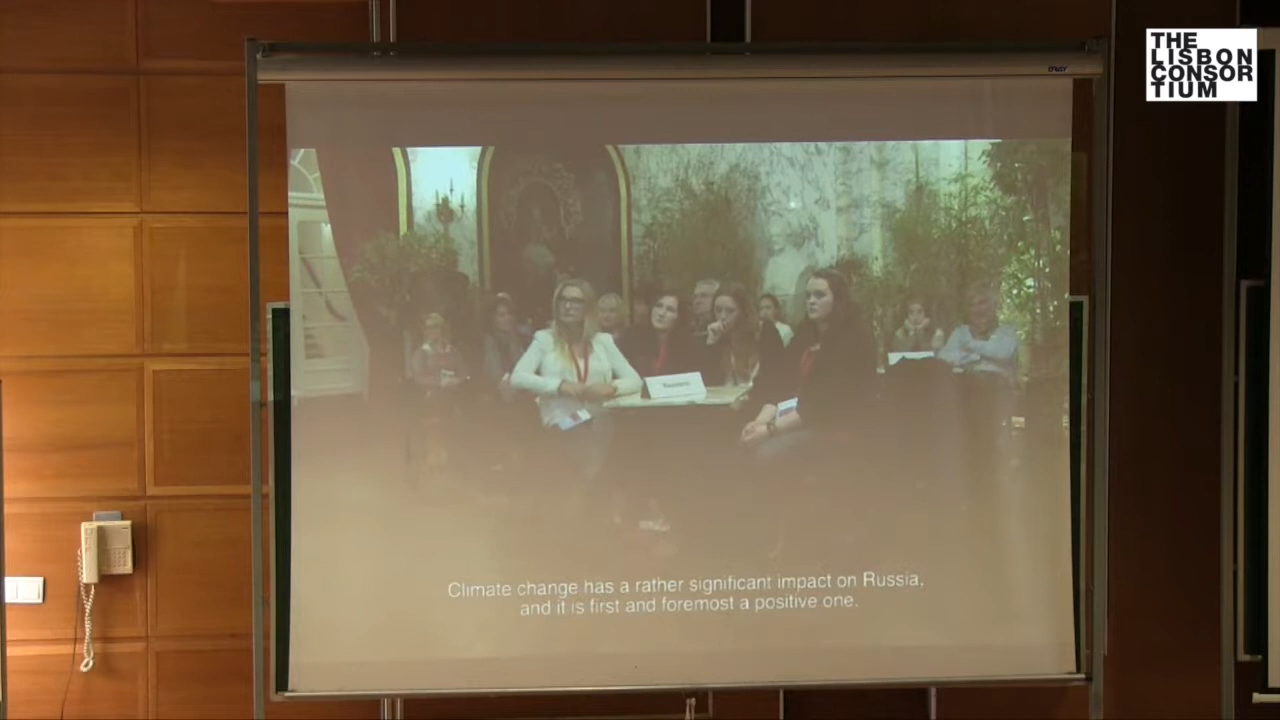 THE
LISBON
CONSOR
TIUM
Climate change has a rather significant impact on Russia,
and it is first and foremost a positive one.